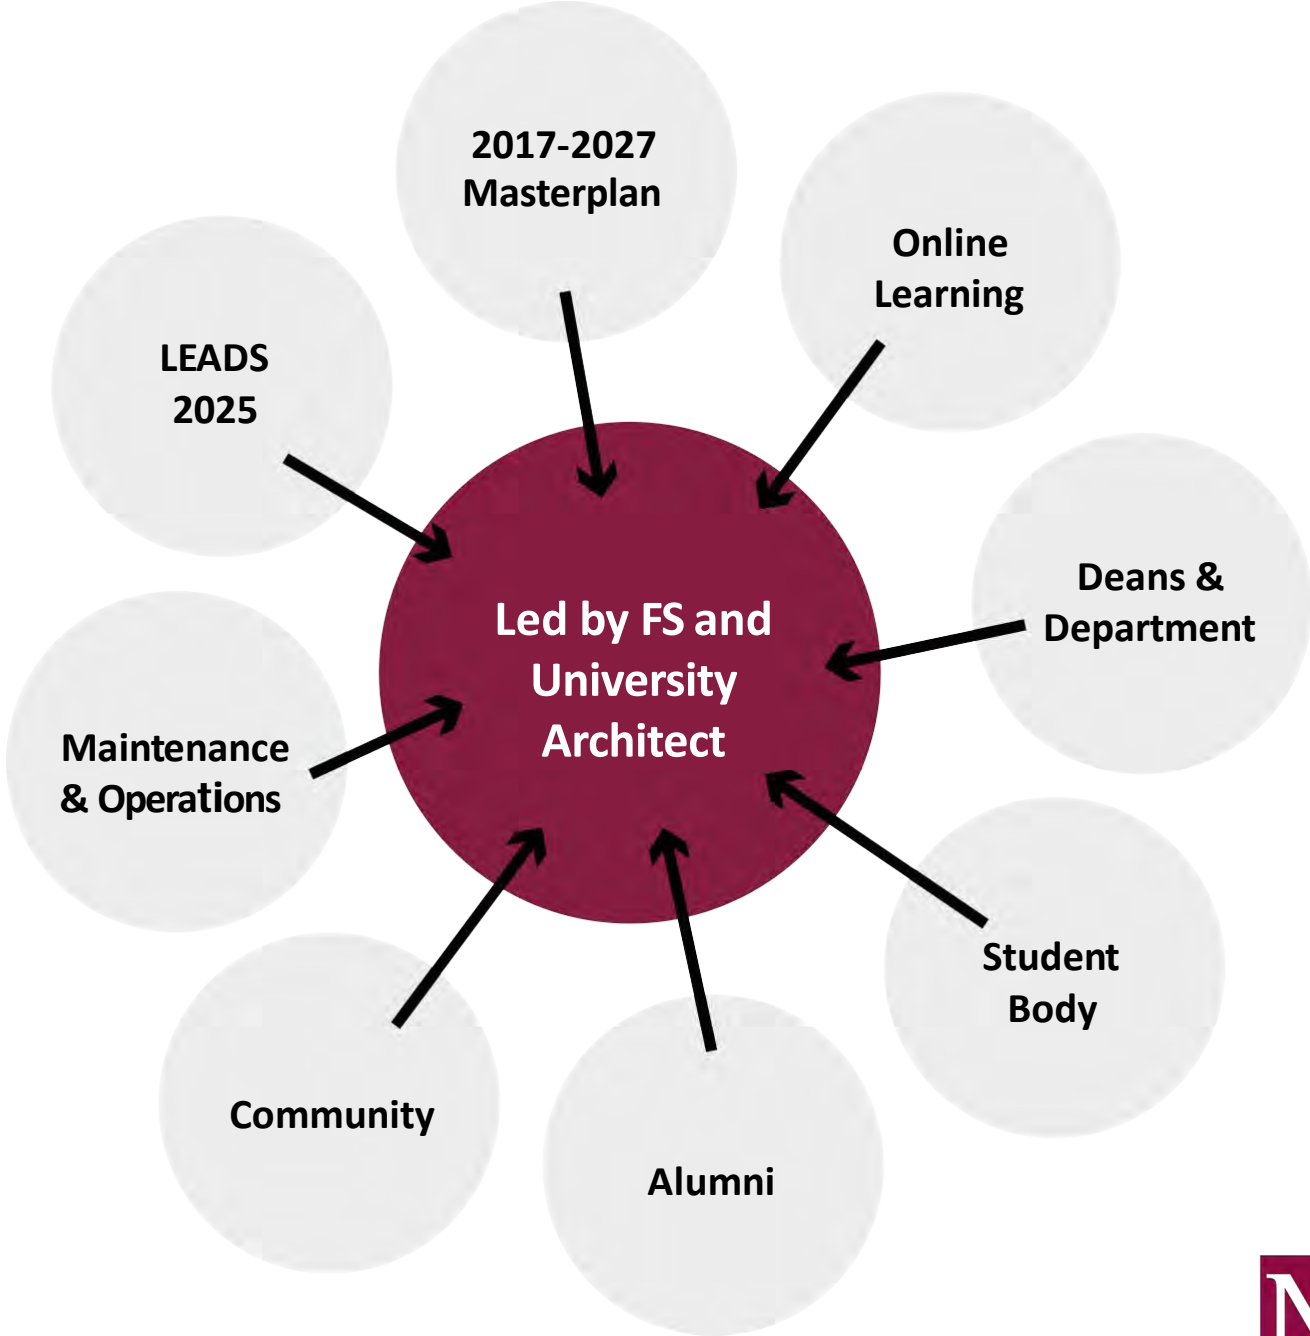 2017-2027
Masterplan
Online
Learning
LEADS
2025
Deans &
Department
Led by FS and
University
Architect
Maintenance
& Operations
Student
Body
Community
Alumni